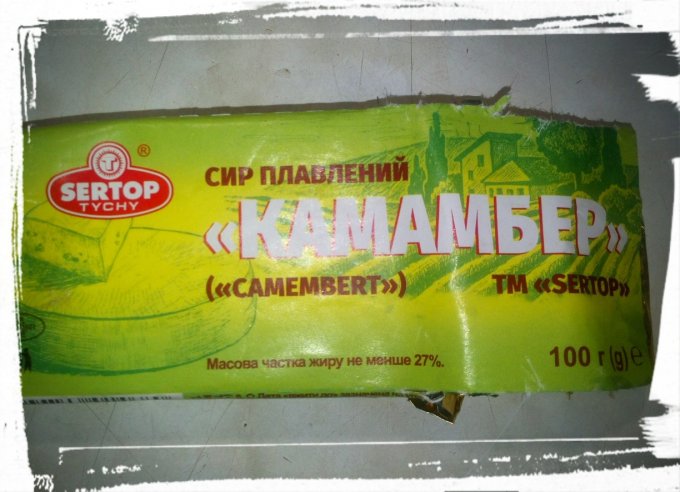 ®
SERTOP
TYCHY
СИР ПЛАВЛЕНИЙ
«КАМАМБЕР»
(«CAMEMBERT»)
ТМ «SERTOP»
Масова частка жиру не менше 27%.
100 г (g) e